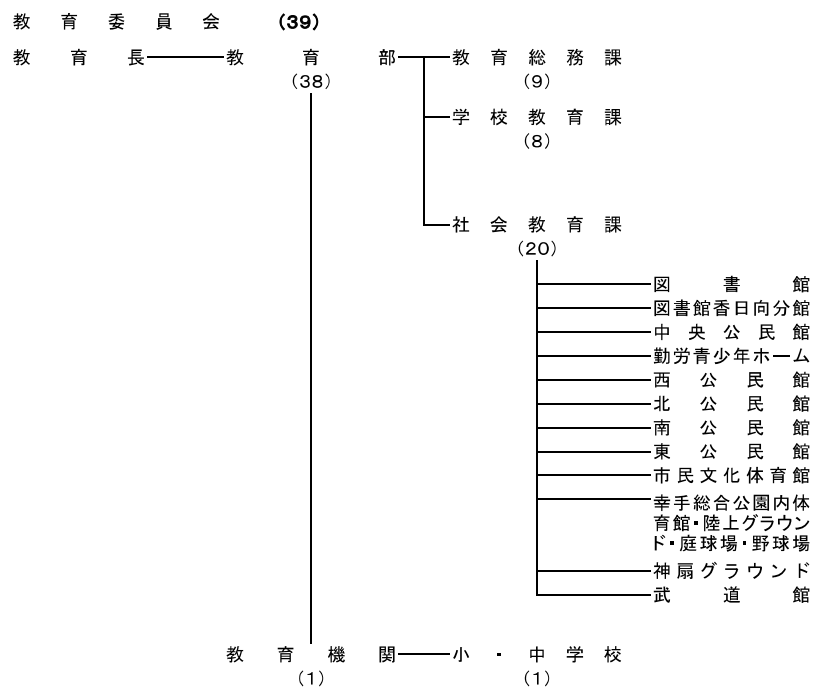 教育委員会 (39)
教育長 教育部 教育総務課
(38) (9)
学校教育課
(8)
社会教育課
(20)
図書館
図書館香日向分館
中央公民館
勤労青少年ホーム
西公民館
北公民館
南公民館
東公民館
市民文化体育館
幸手総合公園内体
育館・陸上グラウン
ド・庭球場・野球場
神扇グラウンド
武道館
教育機関 小・中学校
(1) (1)